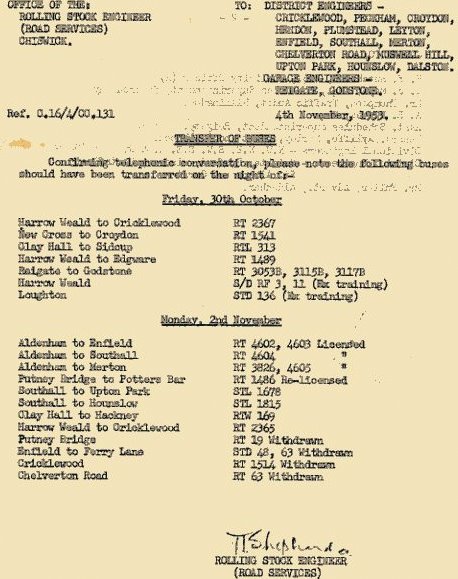 OFFICE OF THE:
ROLLING STOCK ENGINEER
(ROAD SERVICES)
CHISWICK.
TO: DISTRICT ENGINEERS -
CRICKLEWOOD, PECKHAM, CROYDON,
HENDON, PLUMSTEAD, LEYTON,
ENFIELD, SOUTHALL, MERTON,
CHELVERTON ROAD, MUSWELL HILL,
UPTON PARK, HOUNSLOW, DALSTON.
GARAGE ENGINEERS -
REIGATE, GODSTONE.
Ref. C.16/4/CC.131
4th November, 1953.
TRANSFER OF BUSES
Confirming telephonic conversation, please note the following buses
should have been transferred on the night of:-
Friday, 30th October
Harrow Weald to Cricklewood RT 2367
New Cross to Croydon RT 1541
Clay Hall to Sidcup RTL 313
Harrow Weald to Edgware RT 1489
Reigate to Godstone RT 3053B, 3115B, 3117B
Harrow Weald S/D RF 3, 11 (Ex training)
Loughton STD 136 (Ex training)
Monday, 2nd November
Aldenham to Enfield RT 4602, 4603 Licensed
Aldenham to Southall RT 4604 "
Aldenham to Merton RT 3826, 4605 "
Putney Bridge to Potters Bar RT 1486 Re-licensed
Southall to Upton Park STL 1678
Southall to Hounslow STL 1815
Clay Hall to Hackney RTW 169
Harrow Weald to Cricklewood RT 2365
Putney Bridge RT 19 Withdrawn
Enfield to Ferry Lane STD 48, 63 Withdrawn
Cricklewood RT 1514 Withdrawn
Chelverton Road RT 63 Withdrawn
ROLLING STOCK ENGINEER
(ROAD SERVICES)